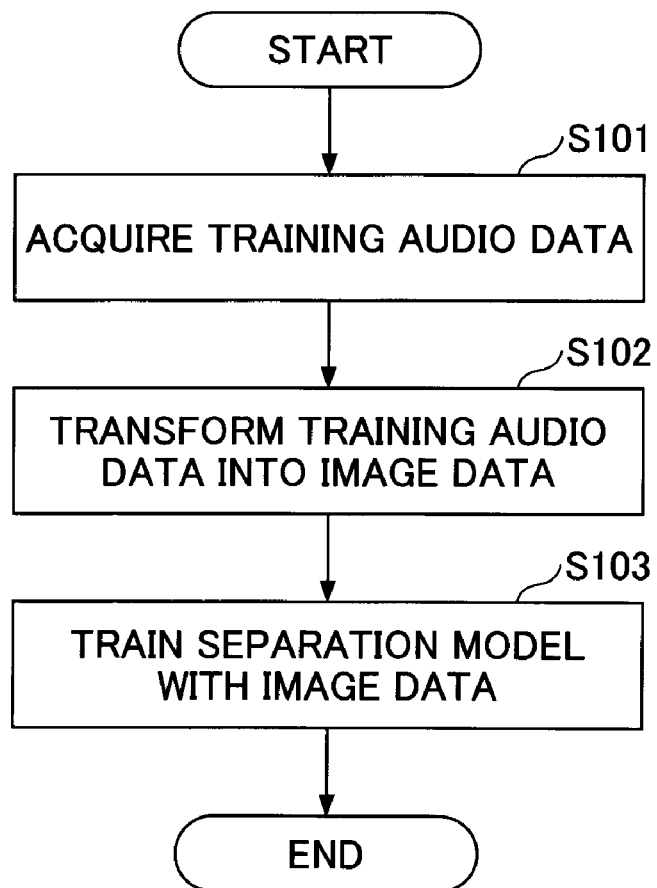 START
S101
ACQUIRE TRAINING AUDIO DATA
S102
TRANSFORM TRAINING AUDIO
DATA INTO IMAGE DATA
S103
TRAIN SEPARATION MODEL
WITH IMAGE DATA
END